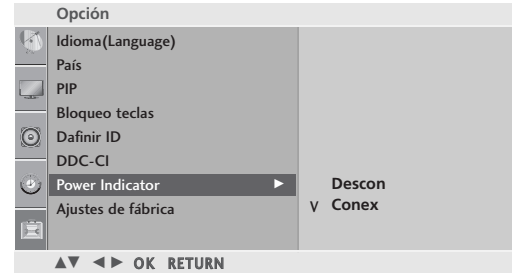 Opción
Idioma(Language)
País
PIP
Bloqueo teclas
Dafinir ID
DDC-CI
Power Indicator ►
Descon
Ajustes de fábrica
V Conex
▲▼ ◄ ► OK RETURN